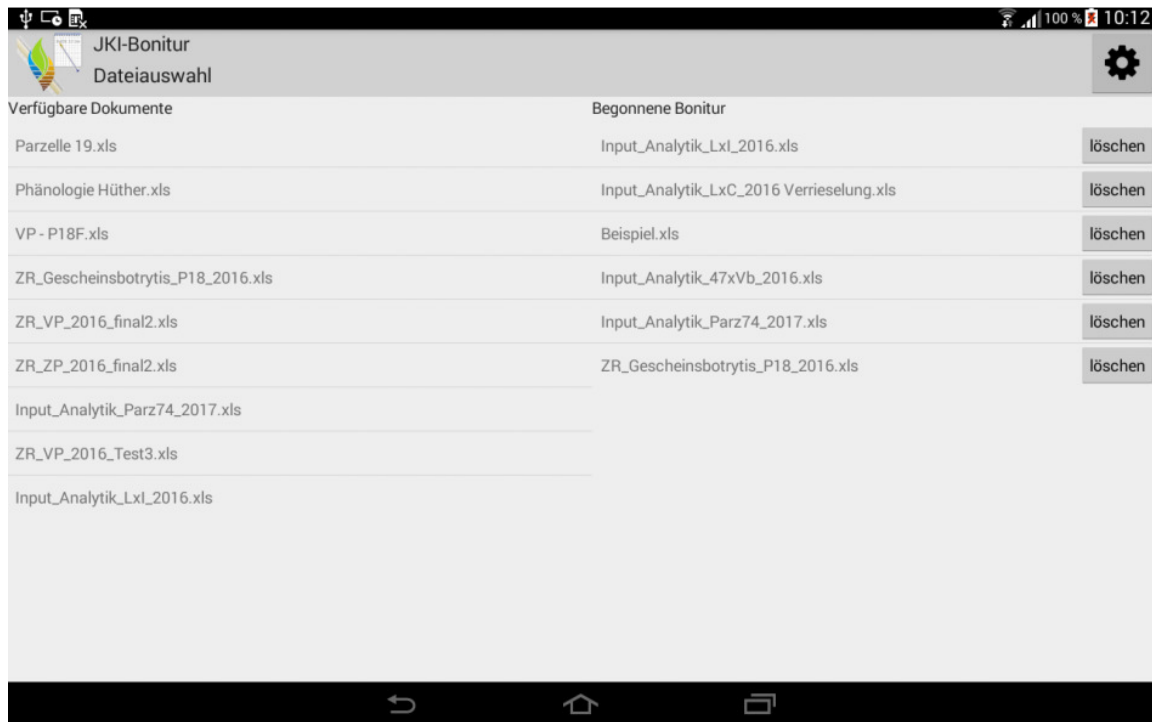 100 % 10:12
JKI-Bonitur
Dateiauswahl
Verfügbare Dokumente
Begonnene Bonitur
Parzelle 19.xls
Input_Analytik_LxI_2016.xls löschen
Phänologie Hüther.xls
Input_Analytik_LxC_2016 Verrieselung.xls löschen
VP - P18F.xls
Beispiel.xls löschen
ZR_Gescheinsbotrytis_P18_2016.xls
Input_Analytik_47xVb_2016.xls löschen
ZR_VP_2016_final2.xls
Input_Analytik_Parz74_2017.xls löschen
ZR_ZP_2016_final2.xls
ZR_Gescheinsbotrytis_P18_2016.xls löschen
Input_Analytik_Parz74_2017.xls
ZR_VP_2016_Test3.xls
Input_Analytik_LxI_2016.xls